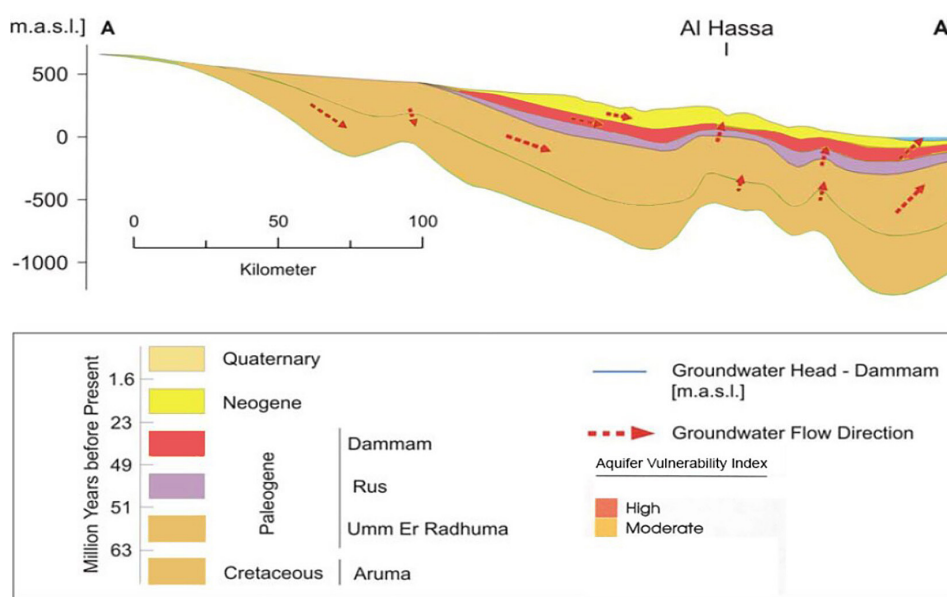 m.a.s.l.] A Al Hassa A
500
0
-500
-1000
0 50 100
Kilometer
Million Years before Present
Quaternary
1.6
Neogene
23
Paleogene
Dammam
49
Rus
51
Umm Er Radhuma
63
Cretaceous Aruma
Groundwater Head - Dammam
[m.a.s.l.]
Groundwater Flow Direction
Aquifer Vulnerability Index
High
Moderate